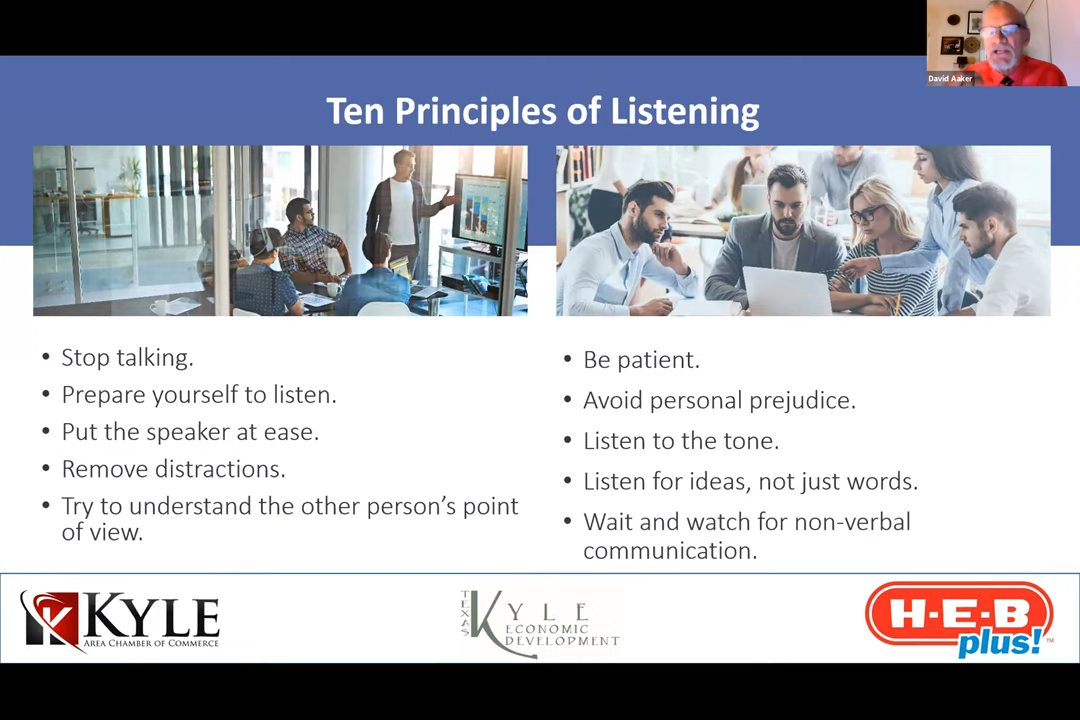 David Aaker
Ten Principles of Listening
• Stop talking.
• Prepare yourself to listen.
• Put the speaker at ease.
• Remove distractions.
• Try to understand the other person’s point
of view.
• Be patient.
• Avoid personal prejudice.
• Listen to the tone.
• Listen for ideas, not just words.
• Wait and watch for non-verbal
communication.
KYLE
AREA CHAMBER OF COMMERCE
TEXAS
KYLE
ECONOMIC
DEVELOPMENT
H-E-B
plus!™